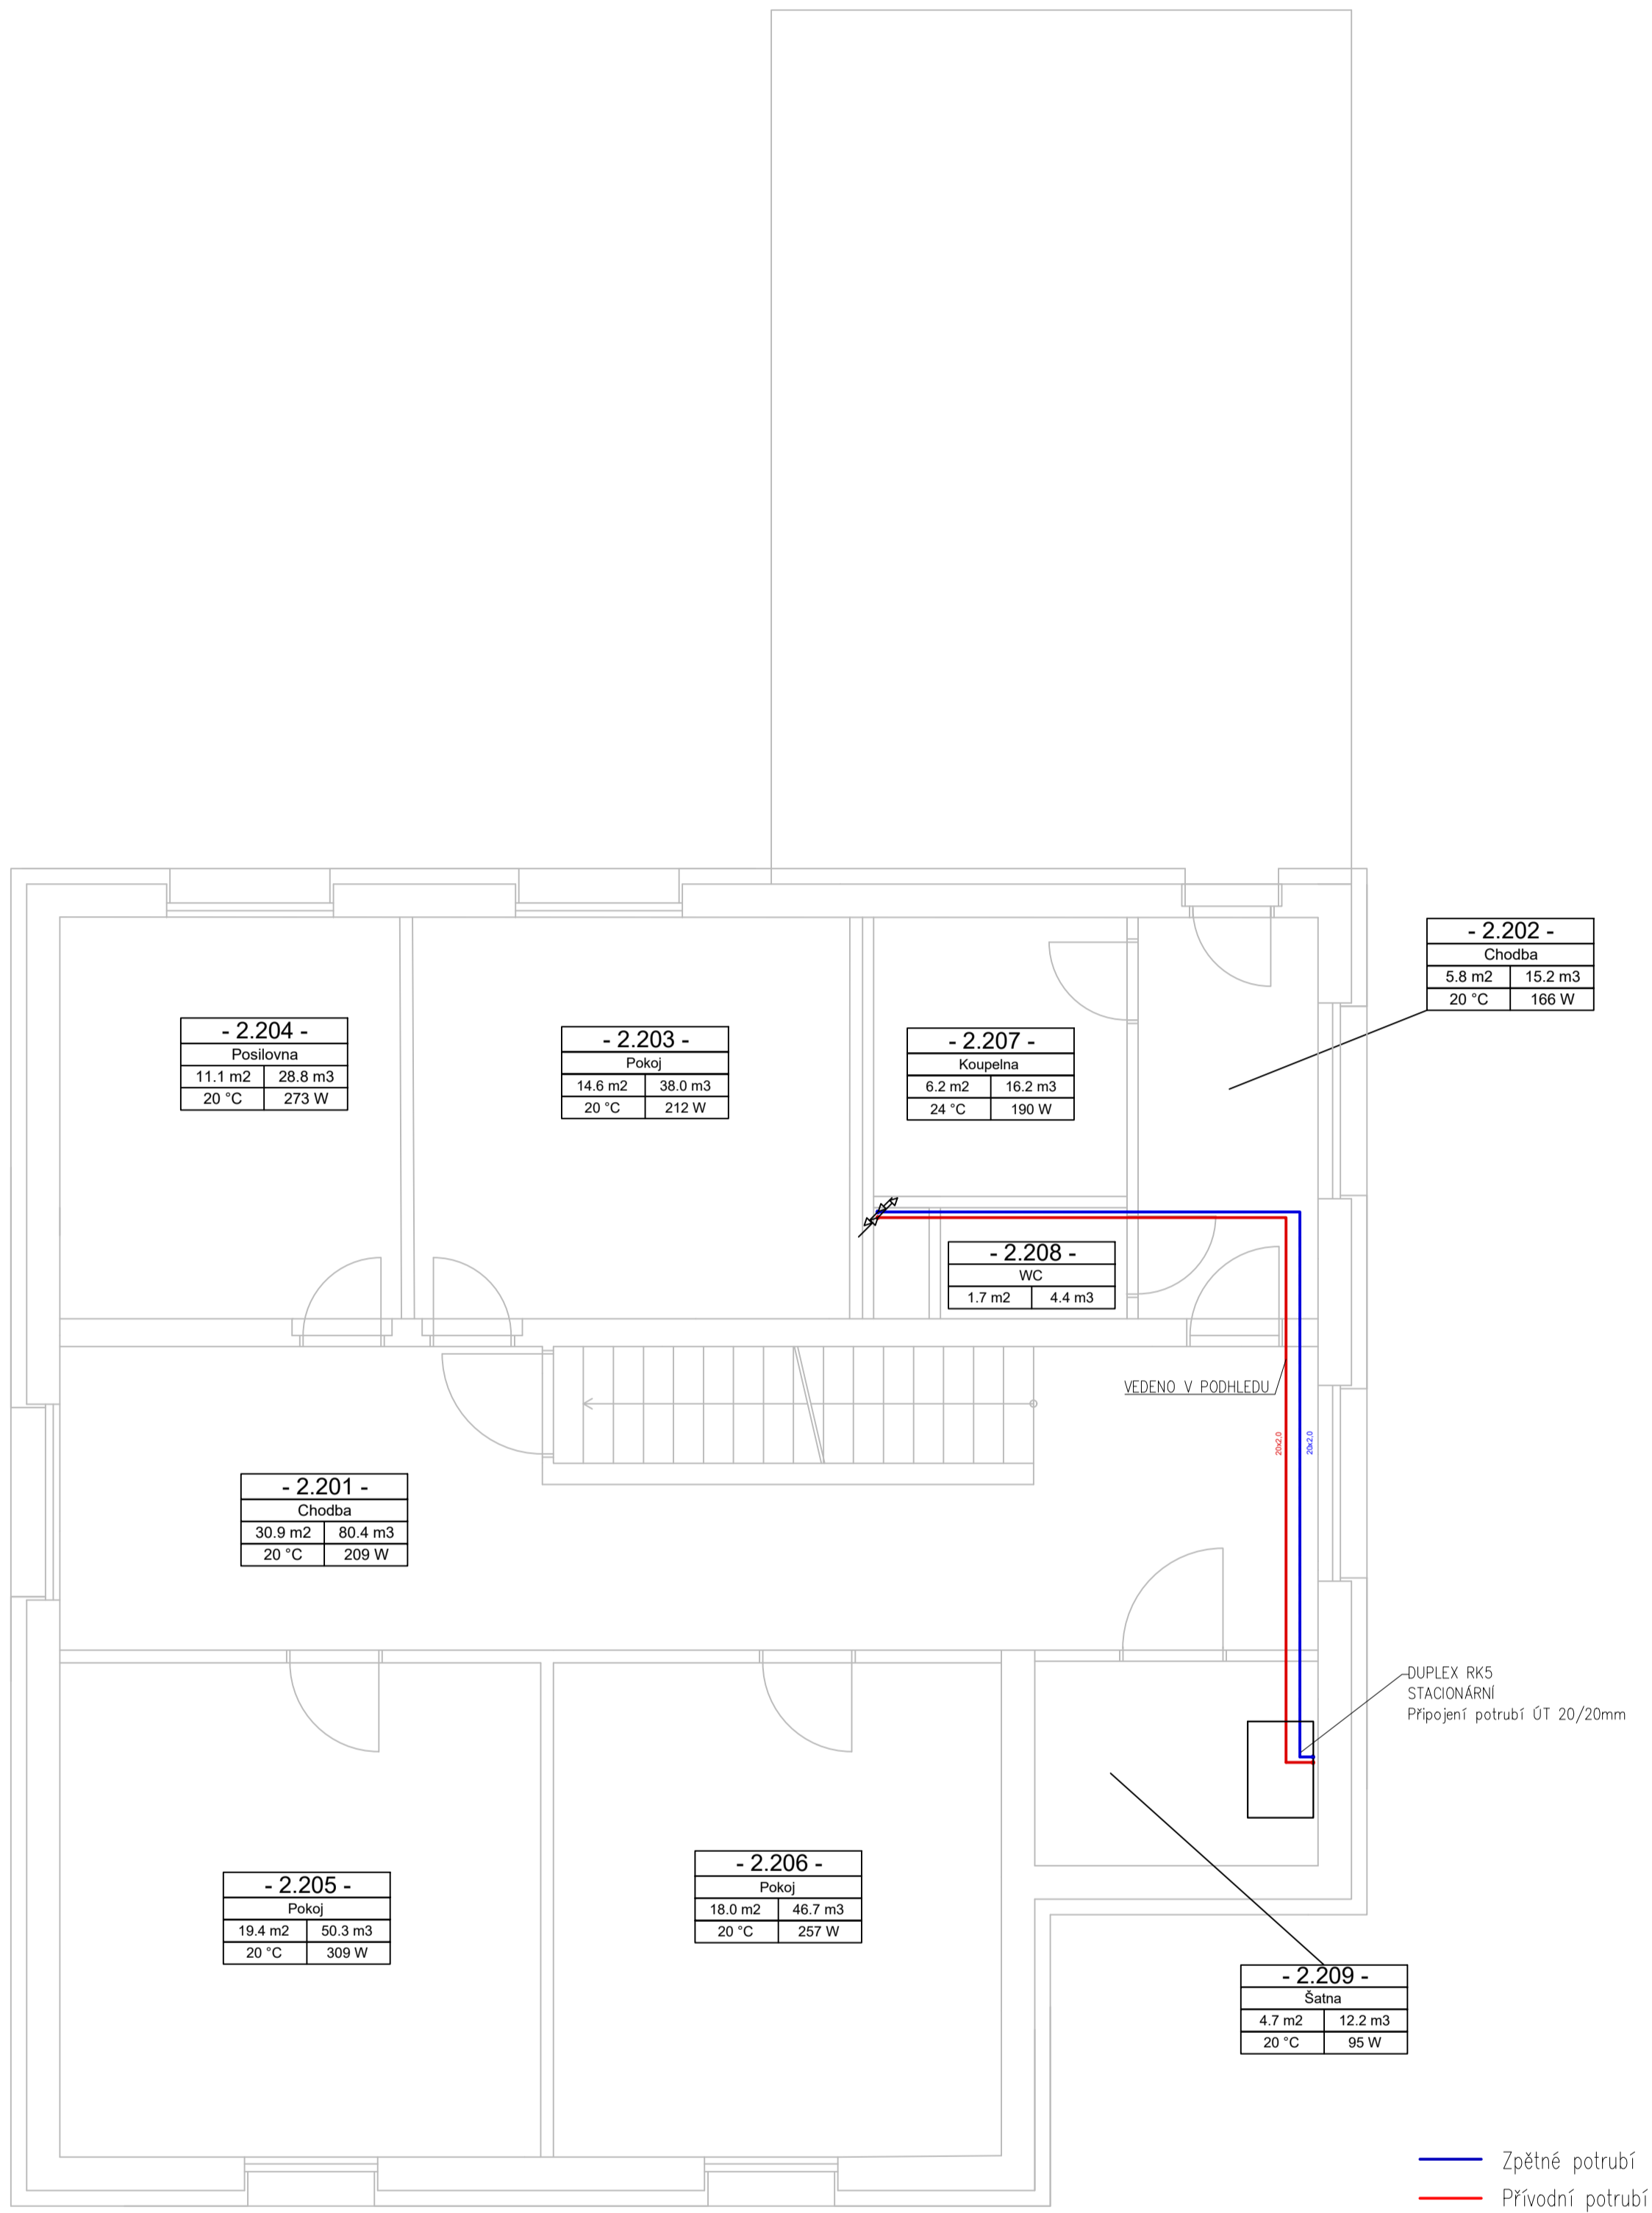 - 2.202 -
Chodba
5.8 m2 15.2 m3
20 °C 166 W
- 2.204 -
Posilovna
11.1 m2 28.8 m3
20 °C 273 W
- 2.203 -
Pokoj
14.6 m2 38.0 m3
20 °C 212 W
- 2.207 -
Koupelna
6.2 m2 16.2 m3
24 °C 190 W
- 2.208 -
WC
1.7 m2 4.4 m3
VEDENO V PODHLEDU
20x2,0
20x2,0
- 2.201 -
Chodba
30.9 m2 80.4 m3
20 °C 209 W
DUPLEX RK5
STACIONÁRNÍ
Připojení potrubí ÚT 20/20mm
- 2.205 -
Pokoj
19.4 m2 50.3 m3
20 °C 309 W
- 2.206 -
Pokoj
18.0 m2 46.7 m3
20 °C 257 W
- 2.209 -
Šatna
4.7 m2 12.2 m3
20 °C 95 W
Zpětné potrubí
Přívodní potrubí